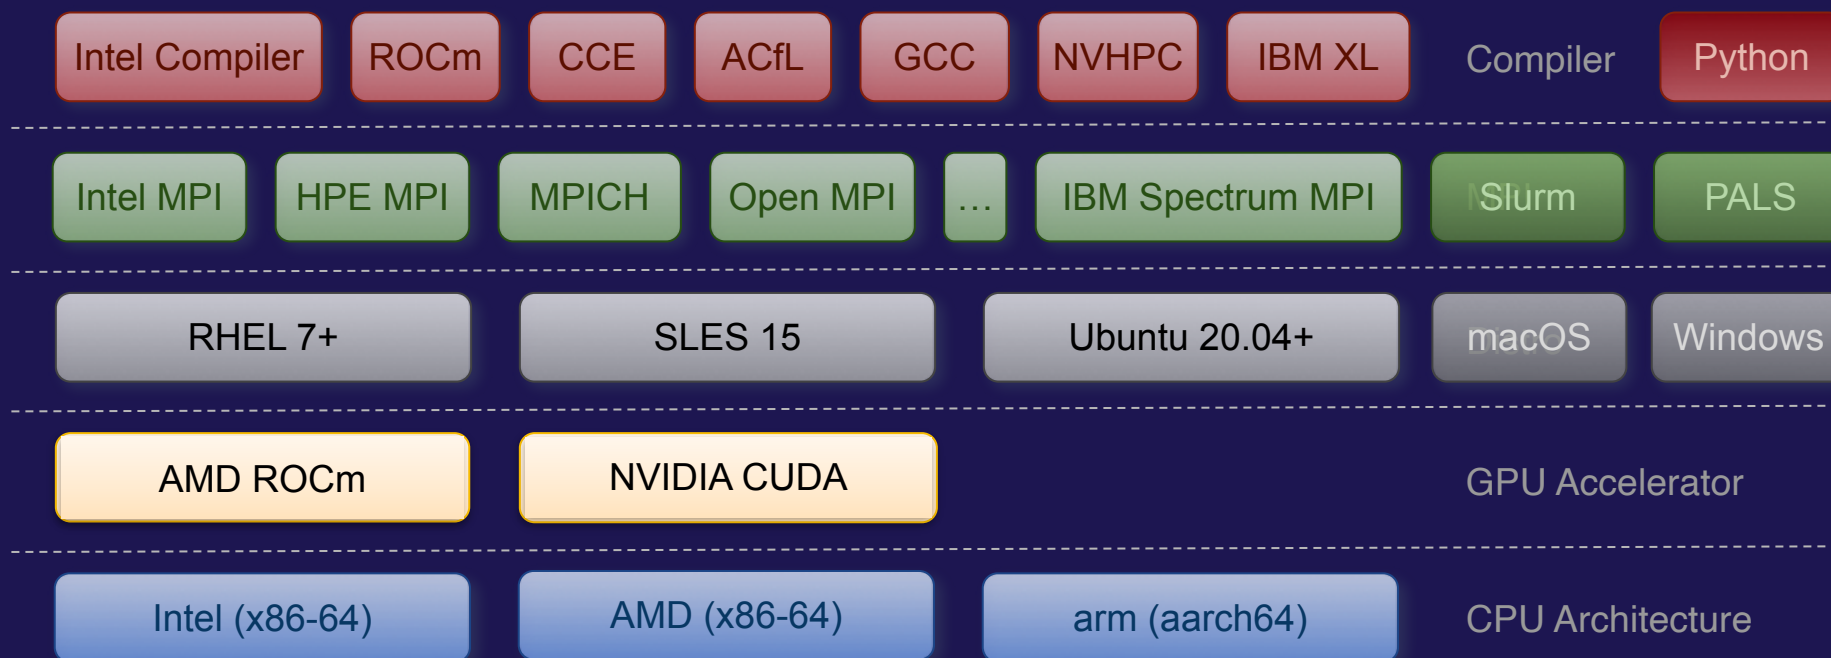 Intel Compiler ROCm CCE ACfL GCC NVHPC IBM XL Compiler Python
Intel MPI HPE MPI MPICH Open MPI ... IBM Spectrum MPI Slurm PALS
RHEL 7+ SLES 15 Ubuntu 20.04+ macOS Windows
AMD ROCm NVIDIA CUDA GPU Accelerator
Intel (x86-64) AMD (x86-64) arm (aarch64) CPU Architecture